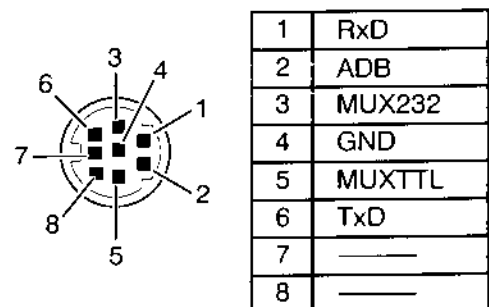 3
4
6
1
7
2
8
5
1 RxD
2 ADB
3 MUX232
4 GND
5 MUXTTL
6 TxD
7 ——
8 ——